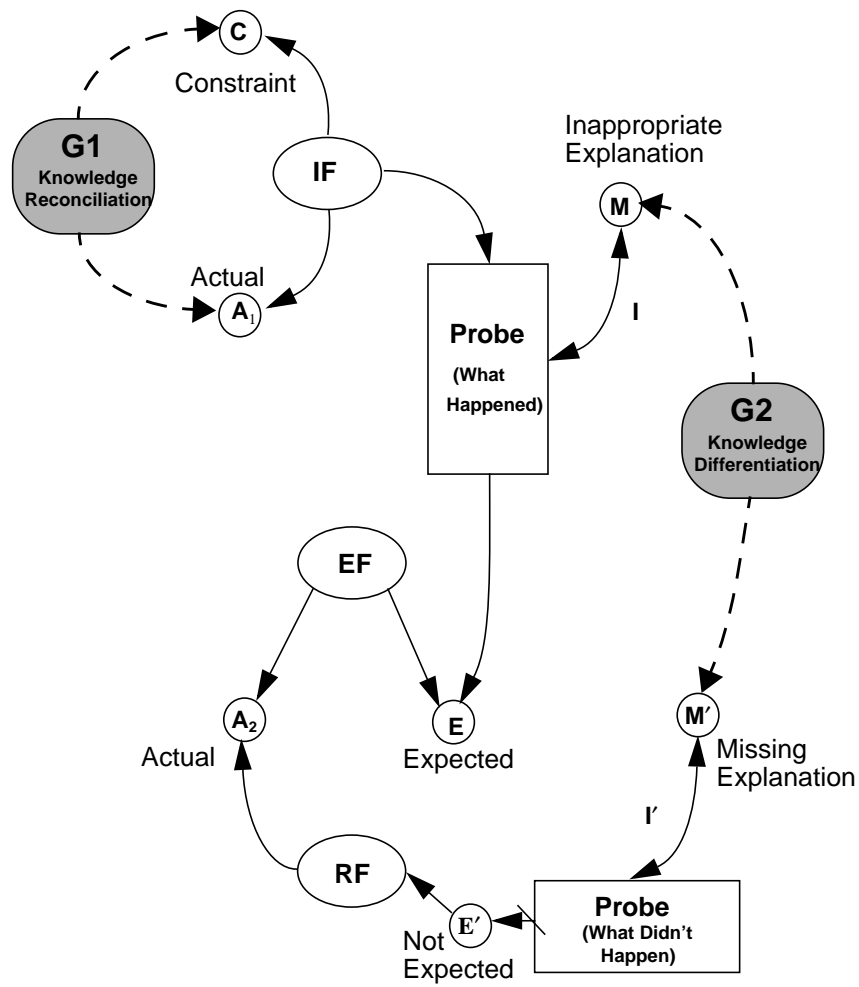 C
Constraint
G1
Knowledge
Reconciliation
IF
Inappropriate
Explanation
M
Actual
A₁
I
Probe
(What
Happened)
G2
Knowledge
Differentiation
EF
A₂
E
M′
Actual
Expected
Missing
Explanation
I′
RF
E′
Probe
(What Didn't
Happen)
Not
Expected